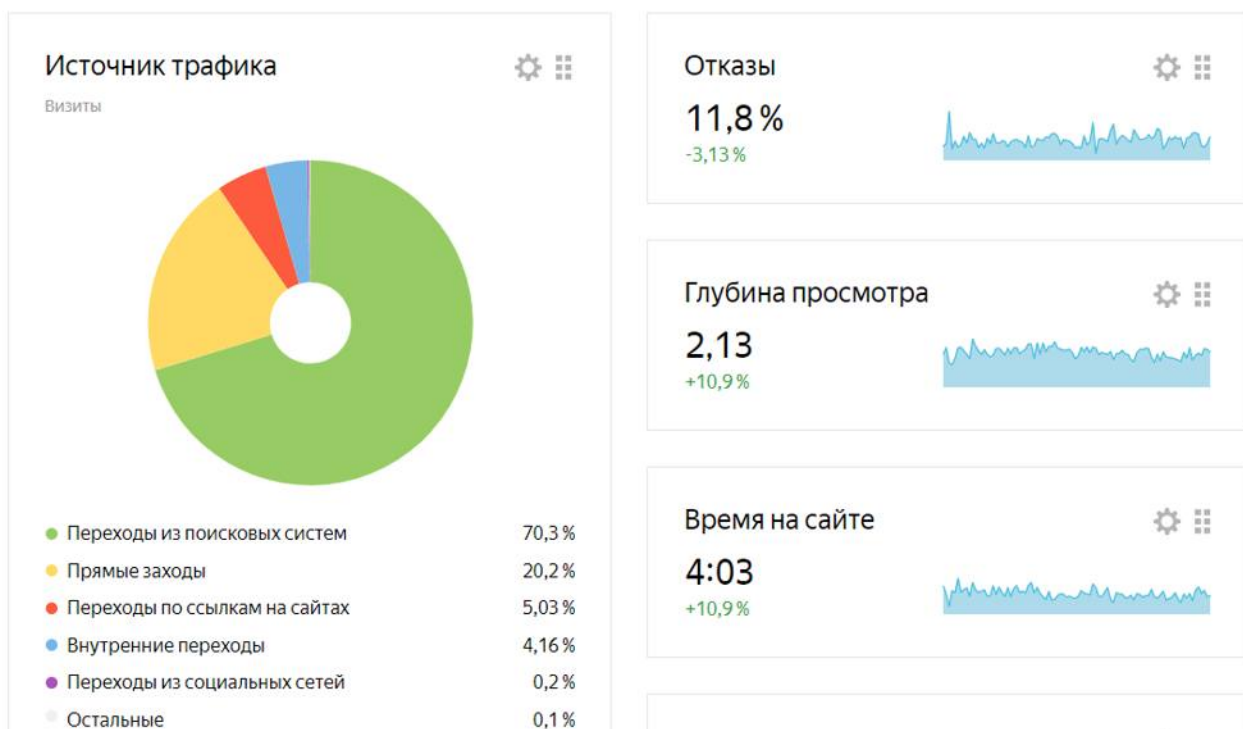 Источник трафика
Визиты
Переходы из поисковых систем 70,3 %
Прямые заходы 20,2 %
Переходы по ссылкам на сайтах 5,03 %
Внутренние переходы 4,16 %
Переходы из социальных сетей 0,2 %
Остальные 0,1 %
Отказы
11,8 %
-3,13 %
Глубина просмотра
2,13
+10,9 %
Время на сайте
4:03
+10,9 %